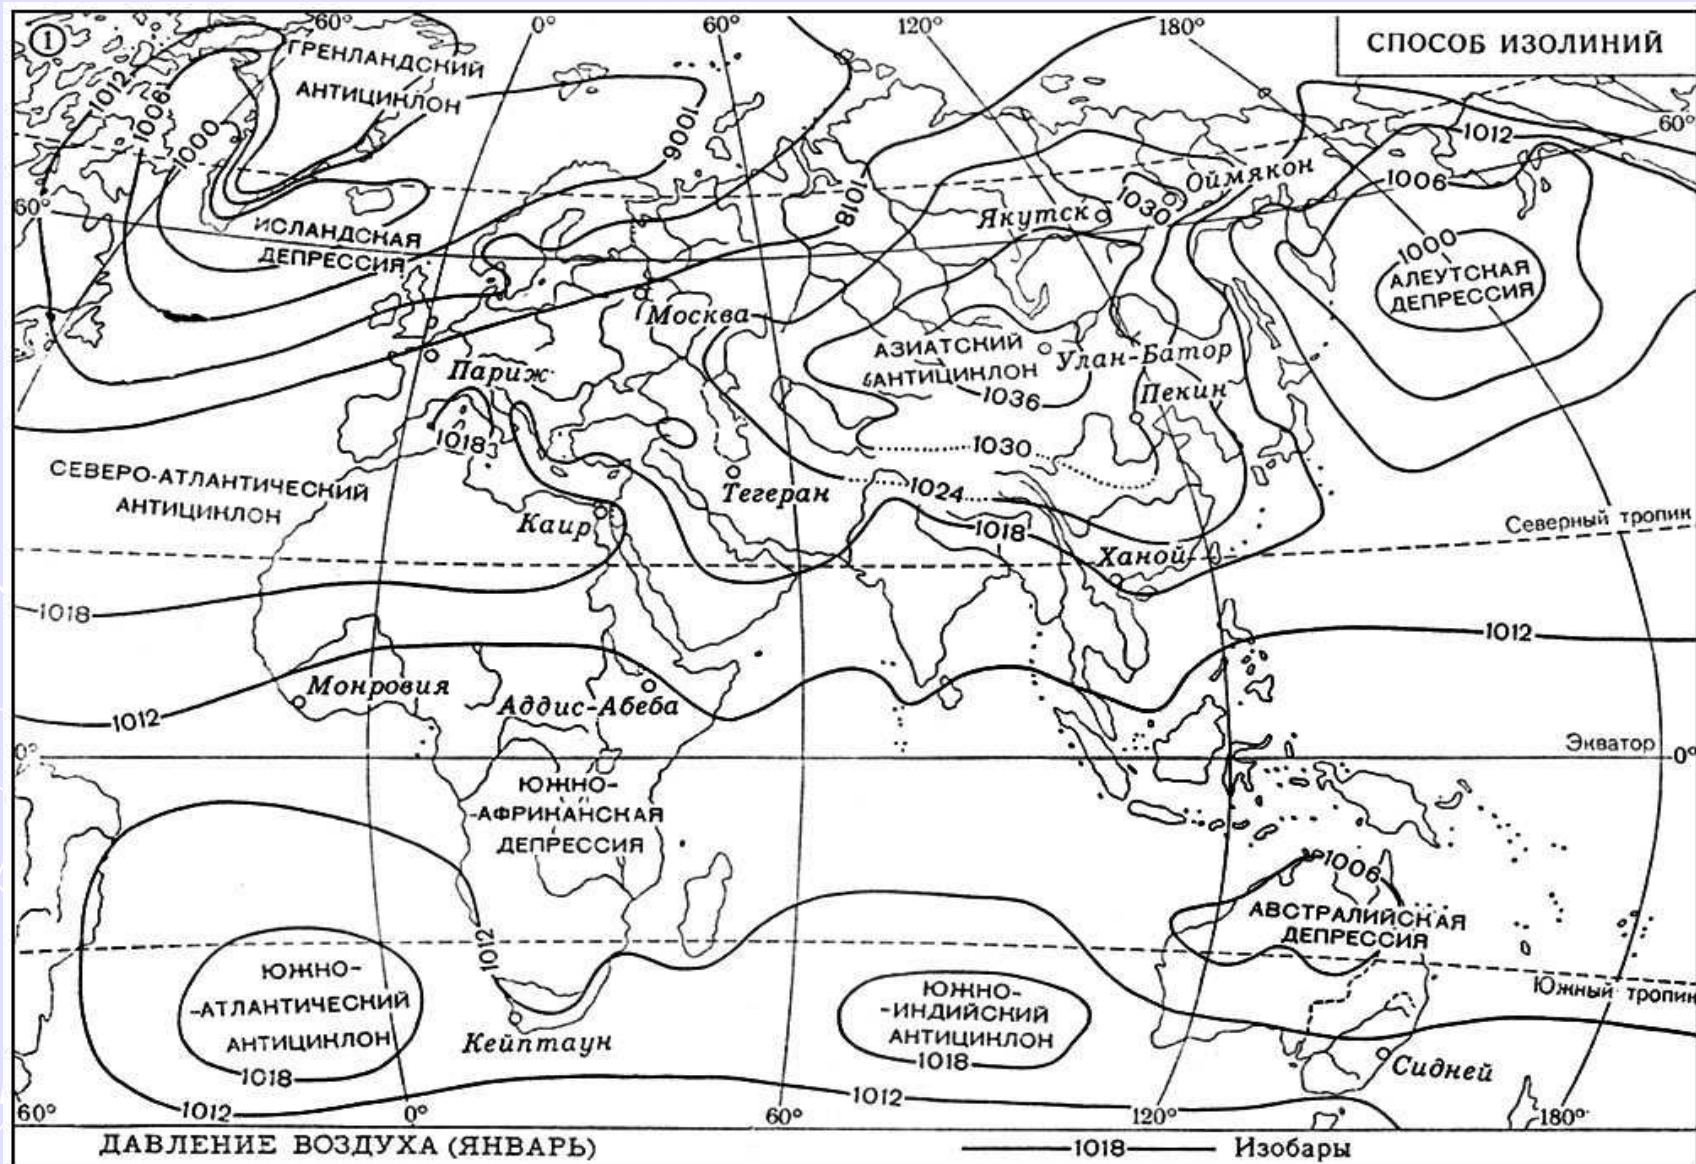 ①
60° 0° 60° 120° 180°
СПОСОБ ИЗОЛИНИЙ
ГРЕНЛАНДСКИЙ
АНТИЦИКЛОН
1012
1006
1000
1006
60°
1012
1018
1030
Оймякон
1006
Якутск
60°
ИСЛАНДСКАЯ
ДЕПРЕССИЯ
1000
АЛЕУТСКАЯ
ДЕПРЕССИЯ
Москва
АЗИАТСКИЙ
АНТИЦИКЛОН
Улан-Батор
Париж
1036
Пекин
1018
1030
СЕВЕРО-АТЛАНТИЧЕСКИЙ
АНТИЦИКЛОН
Тегеран
1024
Каир
1018
Северный тропик
Ханой
1018
1012
Монровия
Аддис-Абеба
1012
0°
Экватор
0°
ЮЖНО-
-АФРИКАНСКАЯ
ДЕПРЕССИЯ
1006
АВСТРАЛИЙСКАЯ
ДЕПРЕССИЯ
1012
ЮЖНО-
-АТЛАНТИЧЕСКИЙ
АНТИЦИКЛОН
1018
ЮЖНО-
-ИНДИЙСКИЙ
АНТИЦИКЛОН
1018
Южный тропик
Кейптаун
Сидней
1012
1012
60° 0° 60° 120° 180°
ДАВЛЕНИЕ ВОЗДУХА (ЯНВАРЬ)
1018 Изобары